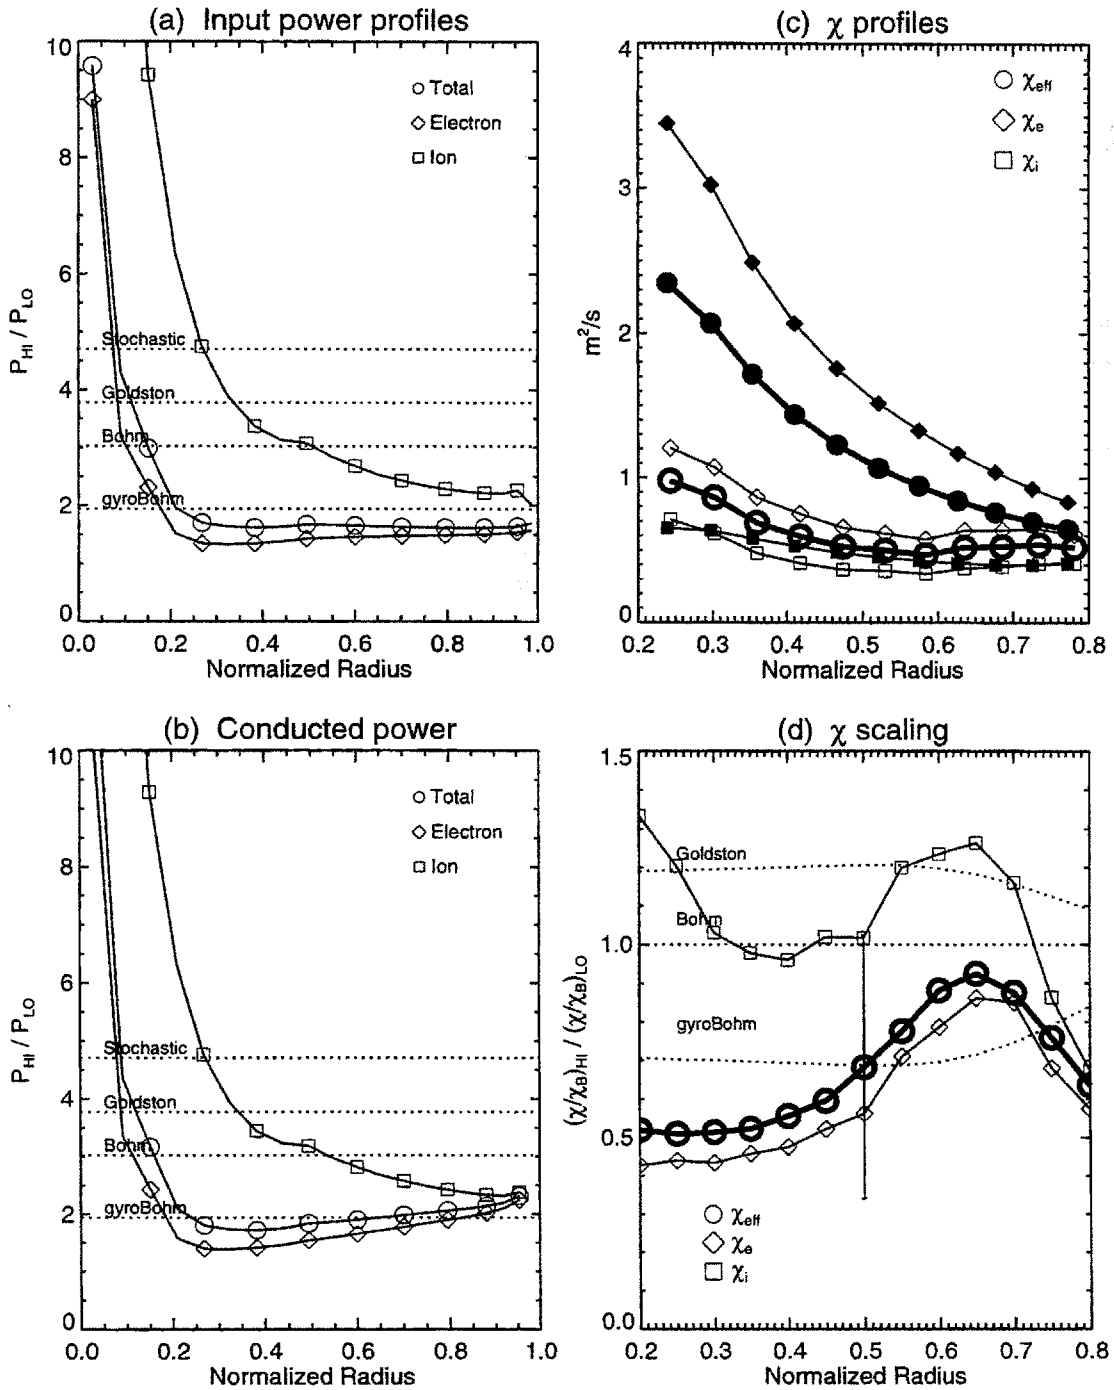 (a) Input power profiles
10
8
6
4
2
0
P_HI / P_LO
Total
Electron
Ion
Stochastic
Goldston
Bohm
gyroBohm
0.0 0.2 0.4 0.6 0.8 1.0
Normalized Radius
(c) χ profiles
4
3
2
1
0
m²/s
χeff
χe
χi
0.2 0.3 0.4 0.5 0.6 0.7 0.8
Normalized Radius
(b) Conducted power
10
8
6
4
2
0
P_HI / P_LO
Total
Electron
Ion
Stochastic
Goldston
Bohm
gyroBohm
0.0 0.2 0.4 0.6 0.8 1.0
Normalized Radius
(d) χ scaling
1.5
1.0
0.5
0.0
(χ/χ_B)_HI / (χ/χ_B)_LO
Goldston
Bohm
gyroBohm
χeff
χe
χi
0.2 0.3 0.4 0.5 0.6 0.7 0.8
Normalized Radius